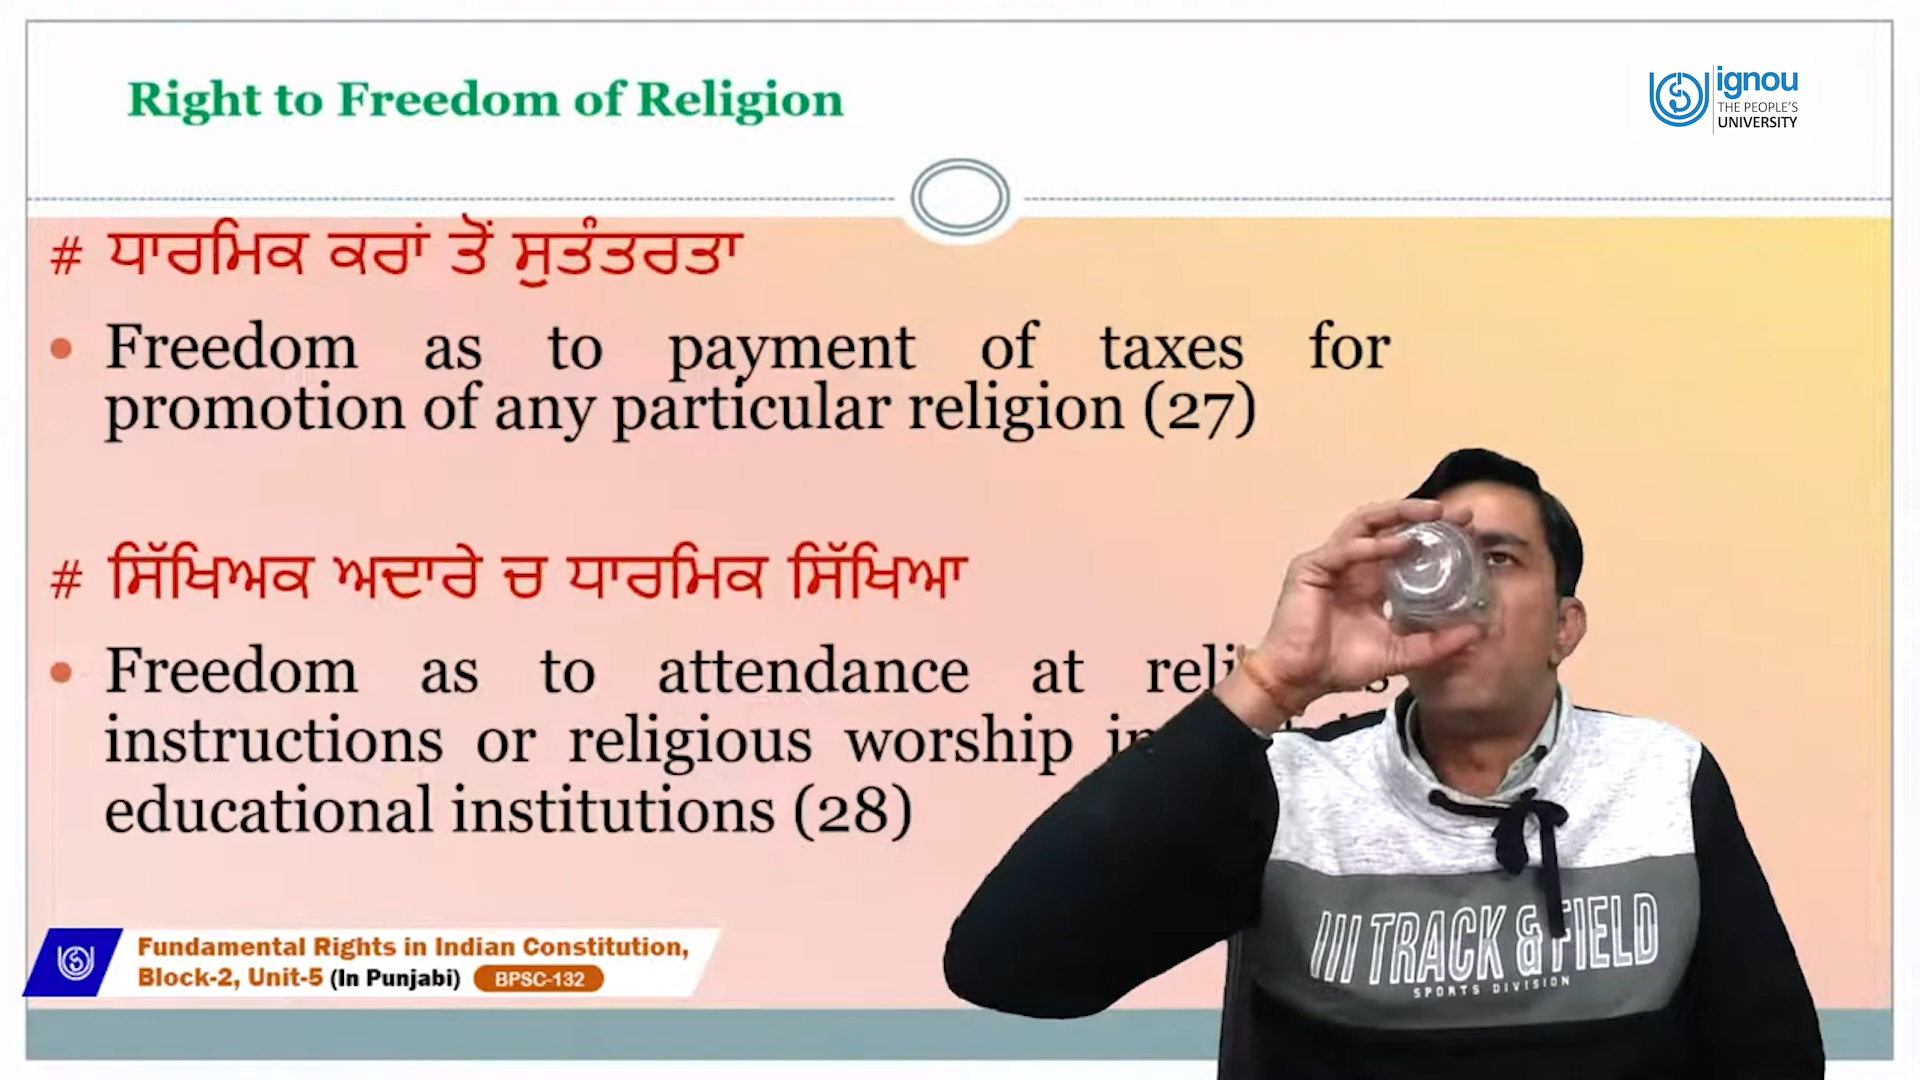 Right to Freedom of Religion
ignou
THE PEOPLE'S
UNIVERSITY
# ਧਾਰਮਿਕ ਕਰਾਂ ਤੋਂ ਸੁਤੰਤਰਤਾ
• Freedom as to payment of taxes for
promotion of any particular religion (27)
# ਸਿੱਖਿਅਕ ਅਦਾਰੇ ਚ ਧਾਰਮਿਕ ਸਿੱਖਿਆ
• Freedom as to attendance at
instructions or religious worship in
educational institutions (28)
Fundamental Rights in Indian Constitution,
Block-2, Unit-5 (In Punjabi) BPSC-132
TRACK & FIELD
SPORTS DIVISION